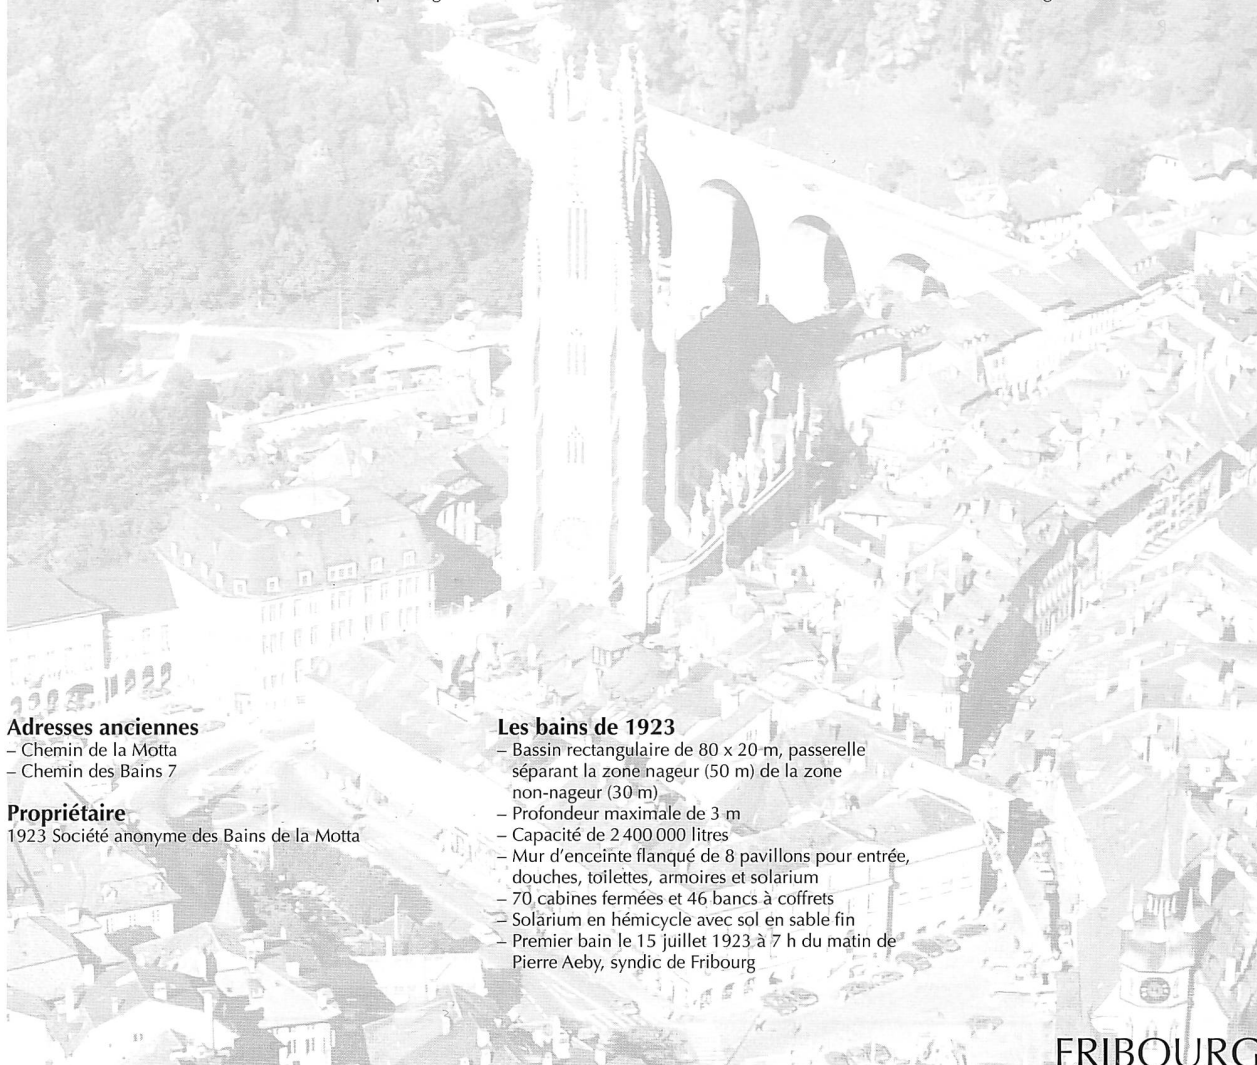 Adresses anciennes
– Chemin de la Motta
– Chemin des Bains 7
Propriétaire
1923 Société anonyme des Bains de la Motta
Les bains de 1923
– Bassin rectangulaire de 80 x 20 m, passerelle
séparant la zone nageur (50 m) de la zone
non-nageur (30 m)
– Profondeur maximale de 3 m
– Capacité de 2 400 000 litres
– Mur d’enceinte flanqué de 8 pavillons pour entrée,
douches, toilettes, armoires et solarium
– 70 cabines fermées et 46 bancs à coffrets
– Solarium en hémicycle avec sol en sable fin
– Premier bain le 15 juillet 1923 à 7 h du matin de
Pierre Aeby, syndic de Fribourg
FRIBOURG